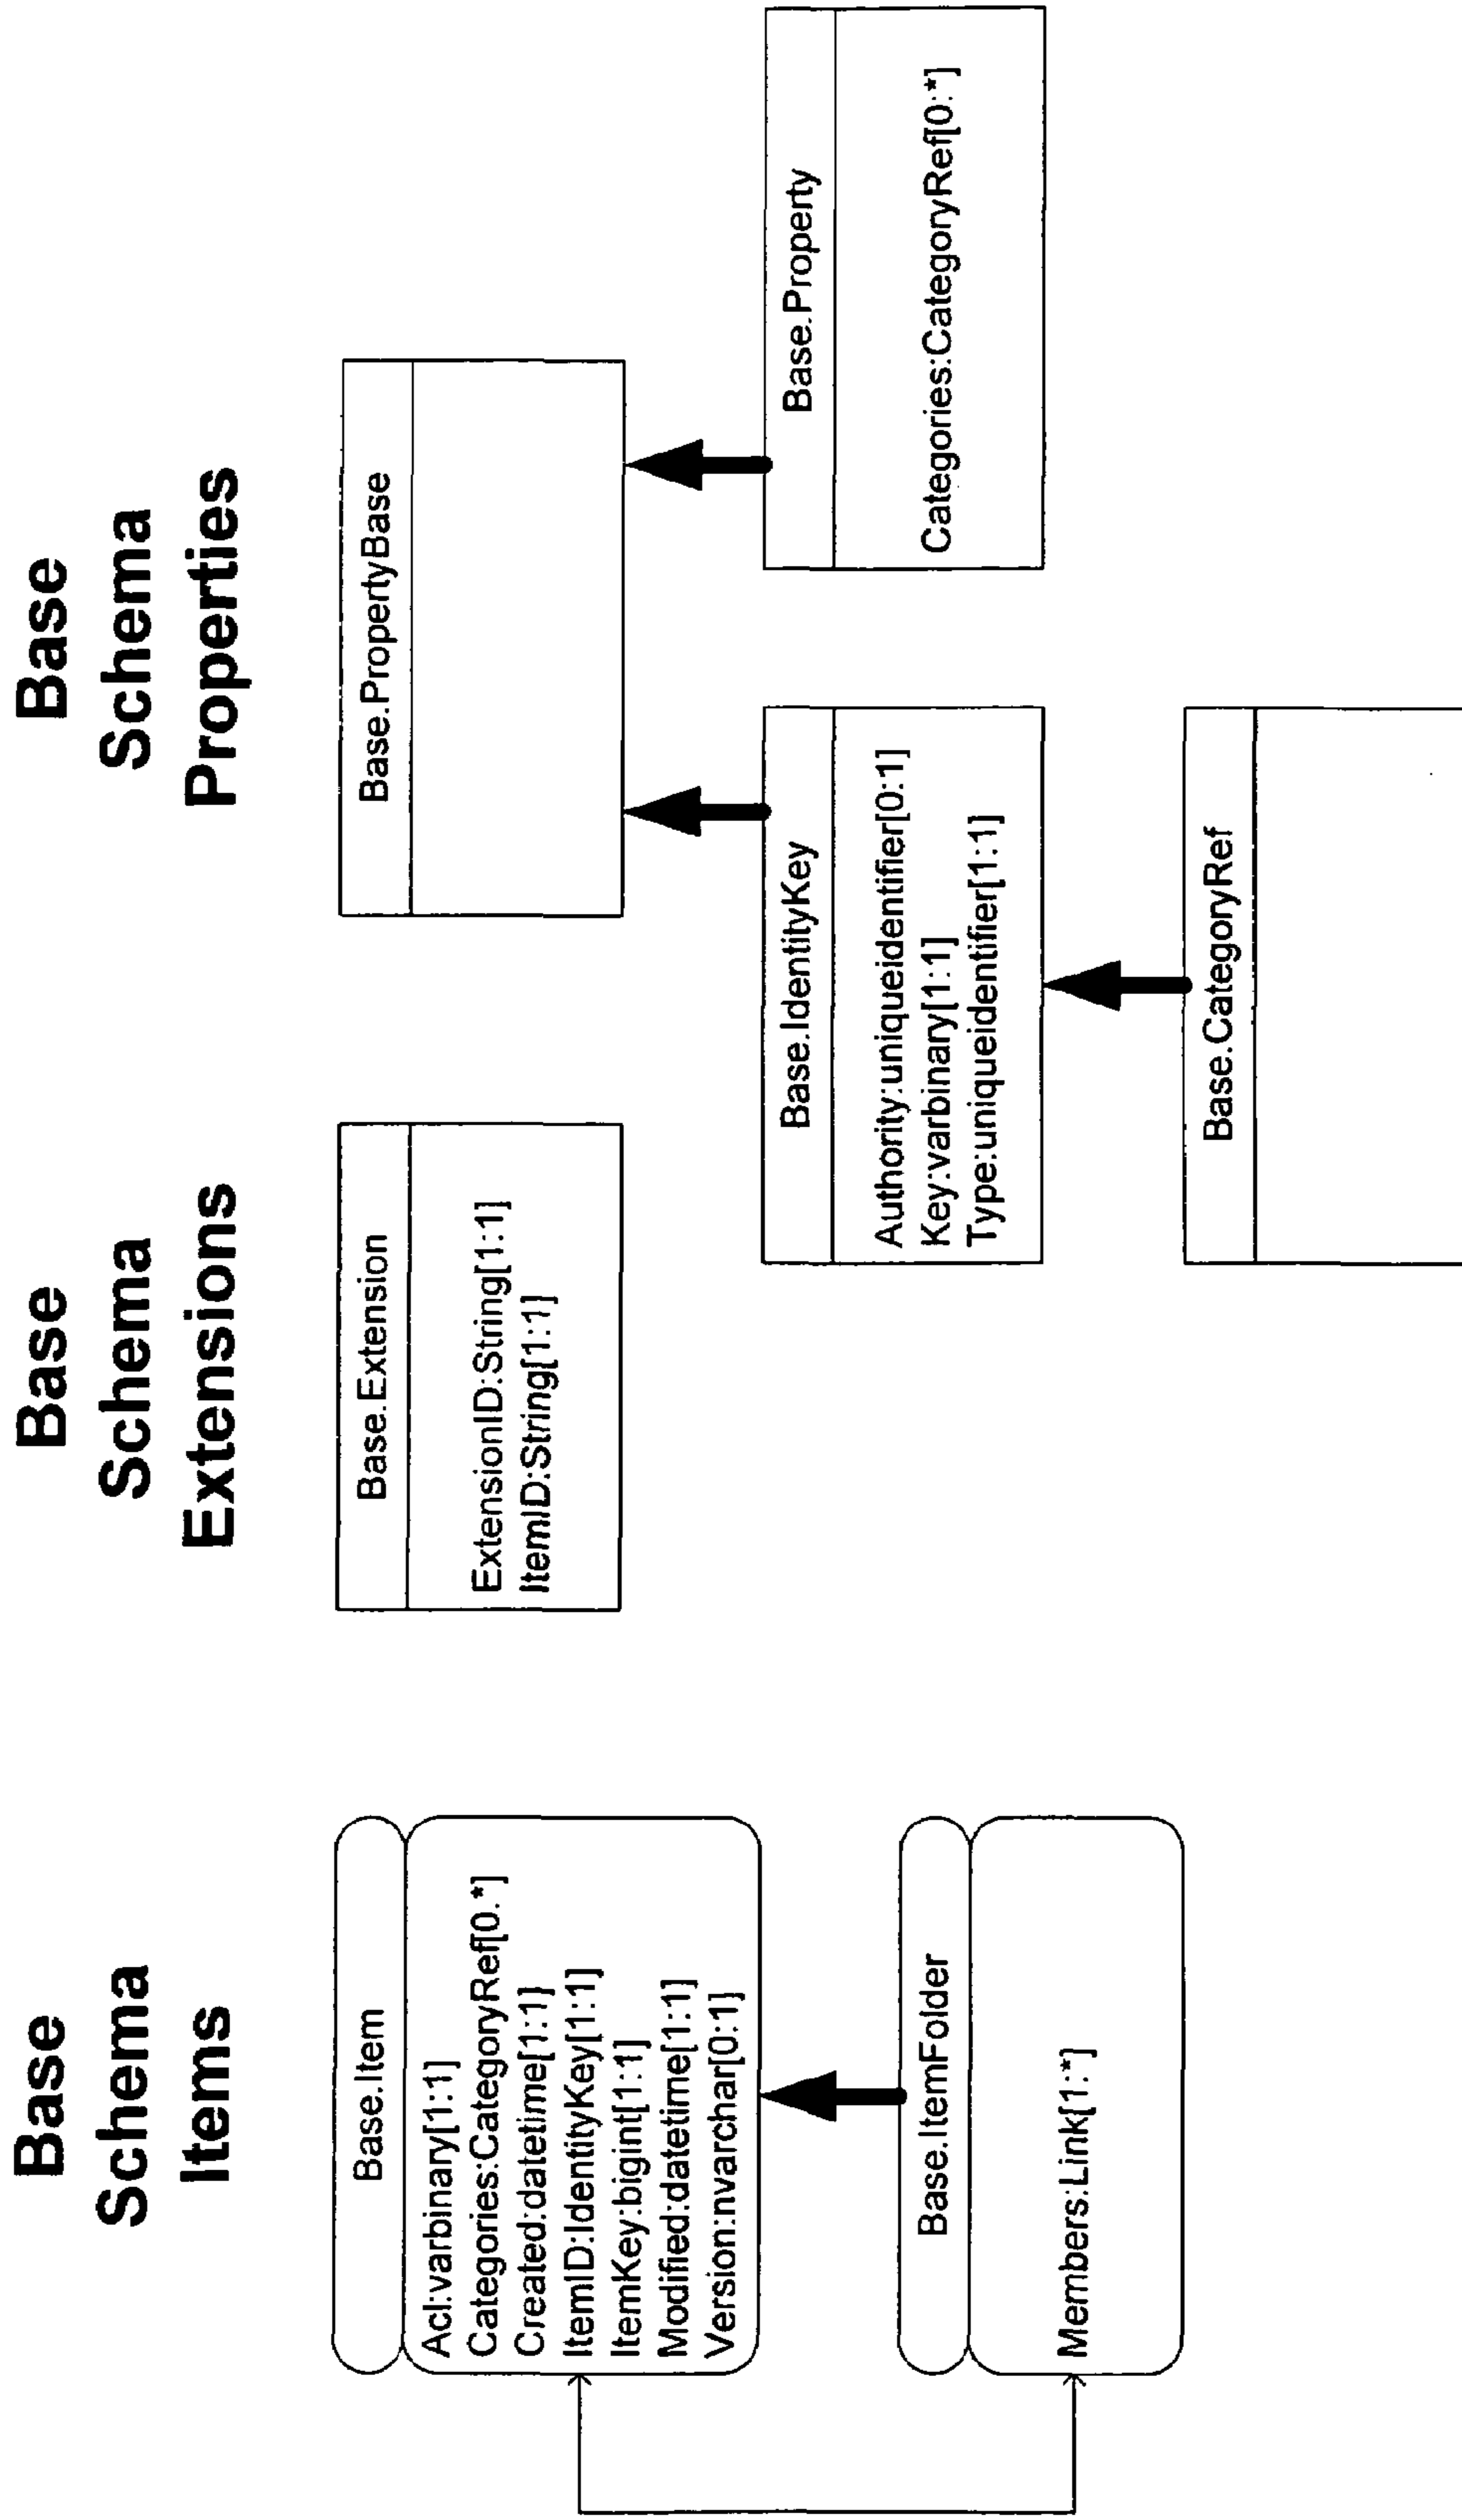 Base
Schema
Items
Base.Item
Acl:varbinary[1:1]
Categories:CategoryRef[0.*]
Created:datetime[1:1]
ItemID:IdentityKey[1:1]
ItemKey:bigint[1:1]
Modified:datetime[1:1]
Version:nvarchar[0:1]
Base.ItemFolder
Members:Link[1:*]
Base
Schema
Extensions
Base.Extension
ExtensionID:String[1:1]
ItemID:String[1:1]
Base
Schema
Properties
Base.PropertyBase
Base.IdentityKey
Authority:uniqueidentifier[0:1]
Key:varbinary[1:1]
Type:uniqueidentifier[1:1]
Base.Property
Categories:CategoryRef[0:*]
Base.CategoryRef